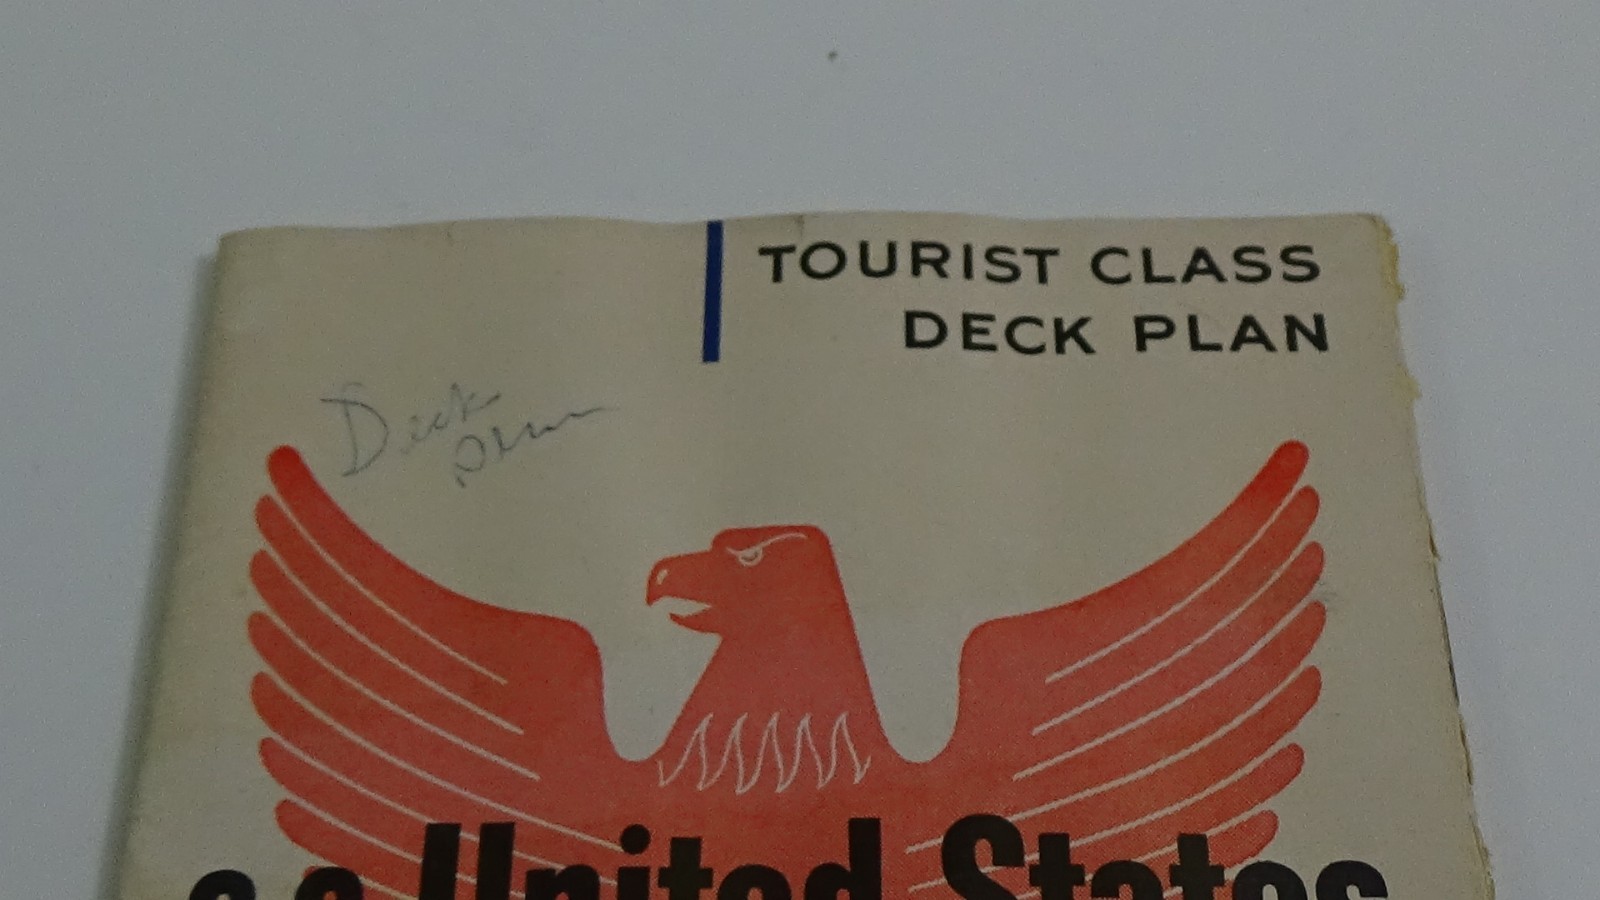 TOURIST CLASS
DECK PLAN
Deck
Plan
s.s. United States